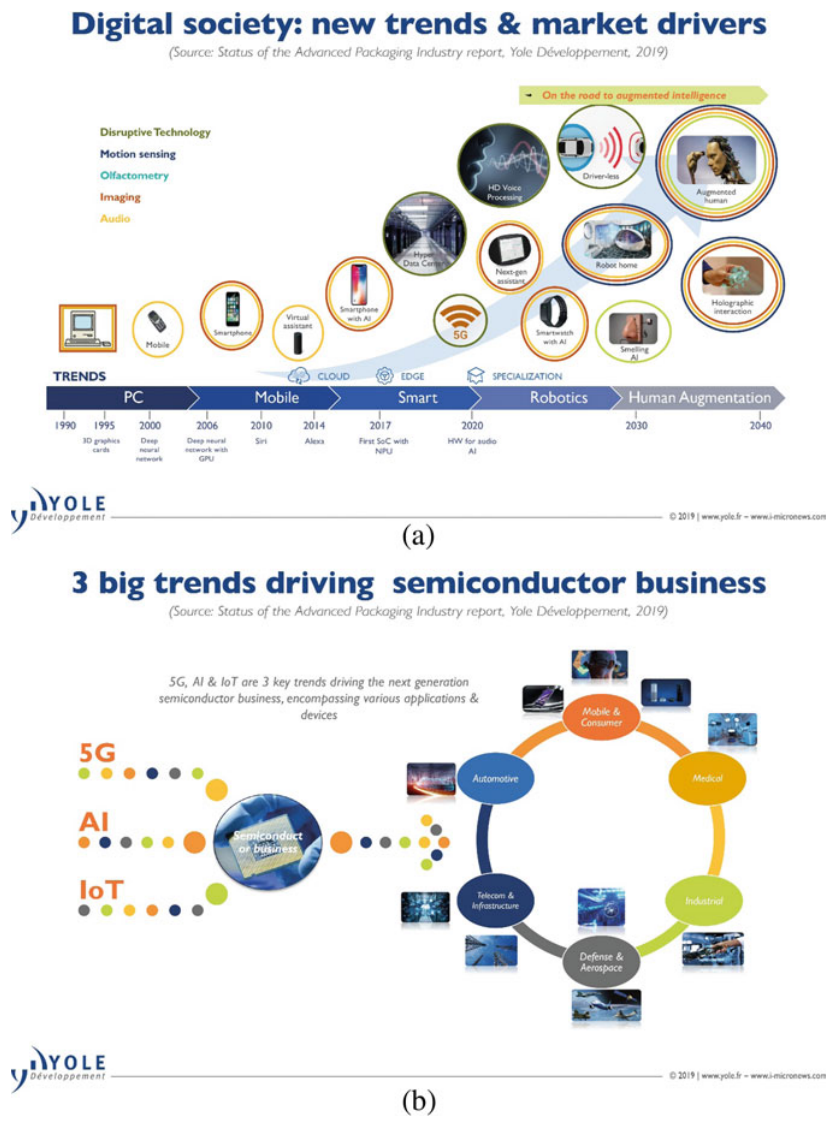 Digital society: new trends & market drivers
(Source: Status of the Advanced Packaging Industry report, Yole Développement, 2019)
On the road to augmented intelligence
Disruptive Technology
Motion sensing
Olfactometry
Imaging
Audio
HD Voice
Processing
Driver-less
Augmented
human
Hyper
Data Center
Next-gen
assistant
Robot home
Holographic
interaction
Mobile
Smartphone
Virtual
assistant
Smartphone
with AI
5G
Smartwatch
with AI
Smelling
AI
TRENDS
CLOUD
EDGE
SPECIALIZATION
PC
Mobile
Smart
Robotics
Human Augmentation
1990
1995
2000
2006
2010
2014
2017
2020
2030
2040
3D graphics
cards
Deep
neural
network
Deep neural
network with
GPU
Siri
Alexa
First SoC with
NPU
HW for audio
AI
YOLE
Développement
© 2019 | www.yole.fr – www.i-micronews.com
(a)
3 big trends driving semiconductor business
(Source: Status of the Advanced Packaging Industry report, Yole Développement, 2019)
5G, AI & IoT are 3 key trends driving the next generation
semiconductor business, encompassing various applications &
devices
5G
AI
IoT
Semiconduct
or business
Mobile &
Consumer
Automotive
Medical
Telecom &
Infrastructure
Industrial
Defense &
Aerospace
YOLE
Développement
© 2019 | www.yole.fr – www.i-micronews.com
(b)